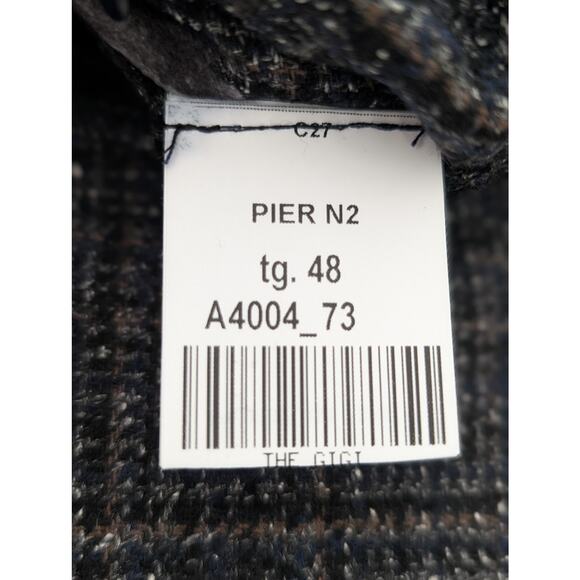 C27
PIER N2
tg. 48
A4004_73
THE GIGI